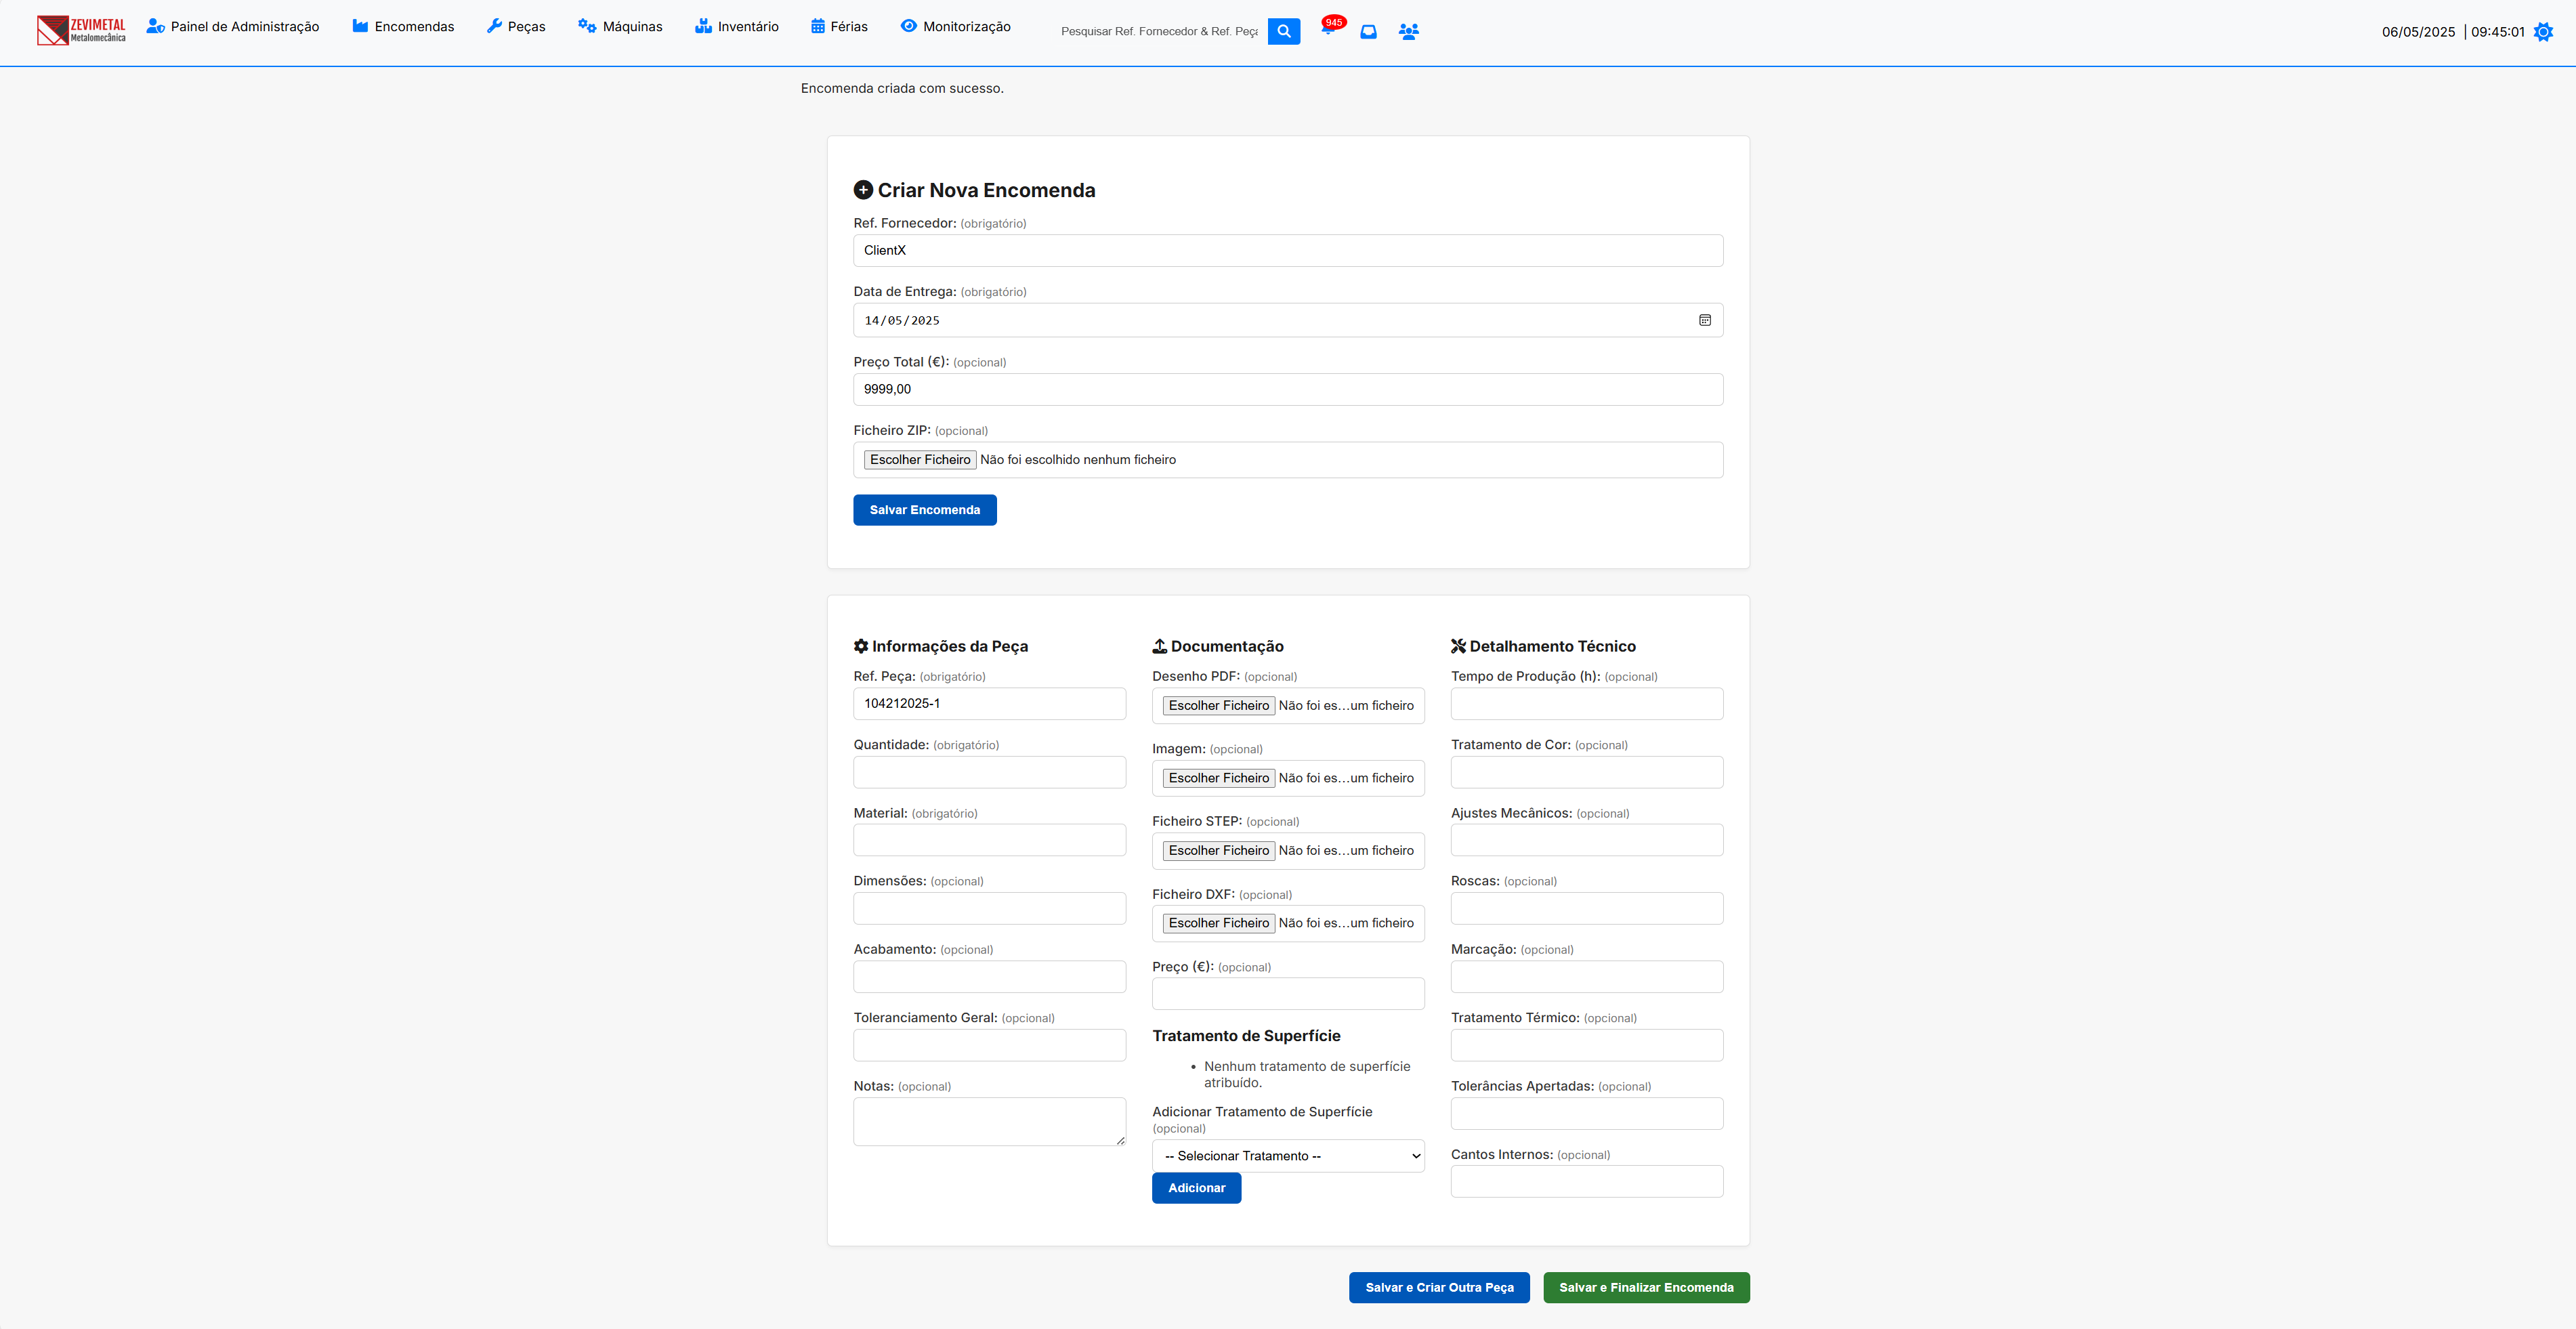 ZEVIMETAL
Metalomecânica
Painel de Administração
Encomendas
Peças
Máquinas
Inventário
Férias
Monitorização
Pesquisar Ref. Fornecedor & Ref. Peça
945
06/05/2025 | 09:45:01
Encomenda criada com sucesso.
Criar Nova Encomenda
Ref. Fornecedor: (obrigatório)
ClientX
Data de Entrega: (obrigatório)
14/05/2025
Preço Total (€): (opcional)
9999,00
Ficheiro ZIP: (opcional)
Escolher Ficheiro Não foi escolhido nenhum ficheiro
Salvar Encomenda
Informações da Peça
Ref. Peça: (obrigatório)
104212025-1
Quantidade: (obrigatório)
Material: (obrigatório)
Dimensões: (opcional)
Acabamento: (opcional)
Toleranciamento Geral: (opcional)
Notas: (opcional)
Documentação
Desenho PDF: (opcional)
Escolher Ficheiro Não foi es...um ficheiro
Imagem: (opcional)
Escolher Ficheiro Não foi es...um ficheiro
Ficheiro STEP: (opcional)
Escolher Ficheiro Não foi es...um ficheiro
Ficheiro DXF: (opcional)
Escolher Ficheiro Não foi es...um ficheiro
Preço (€): (opcional)
Tratamento de Superfície
• Nenhum tratamento de superfície
atribuído.
Adicionar Tratamento de Superfície
(opcional)
-- Selecionar Tratamento --
Adicionar
Detalhamento Técnico
Tempo de Produção (h): (opcional)
Tratamento de Cor: (opcional)
Ajustes Mecânicos: (opcional)
Roscas: (opcional)
Marcação: (opcional)
Tratamento Térmico: (opcional)
Tolerâncias Apertadas: (opcional)
Cantos Internos: (opcional)
Salvar e Criar Outra Peça
Salvar e Finalizar Encomenda